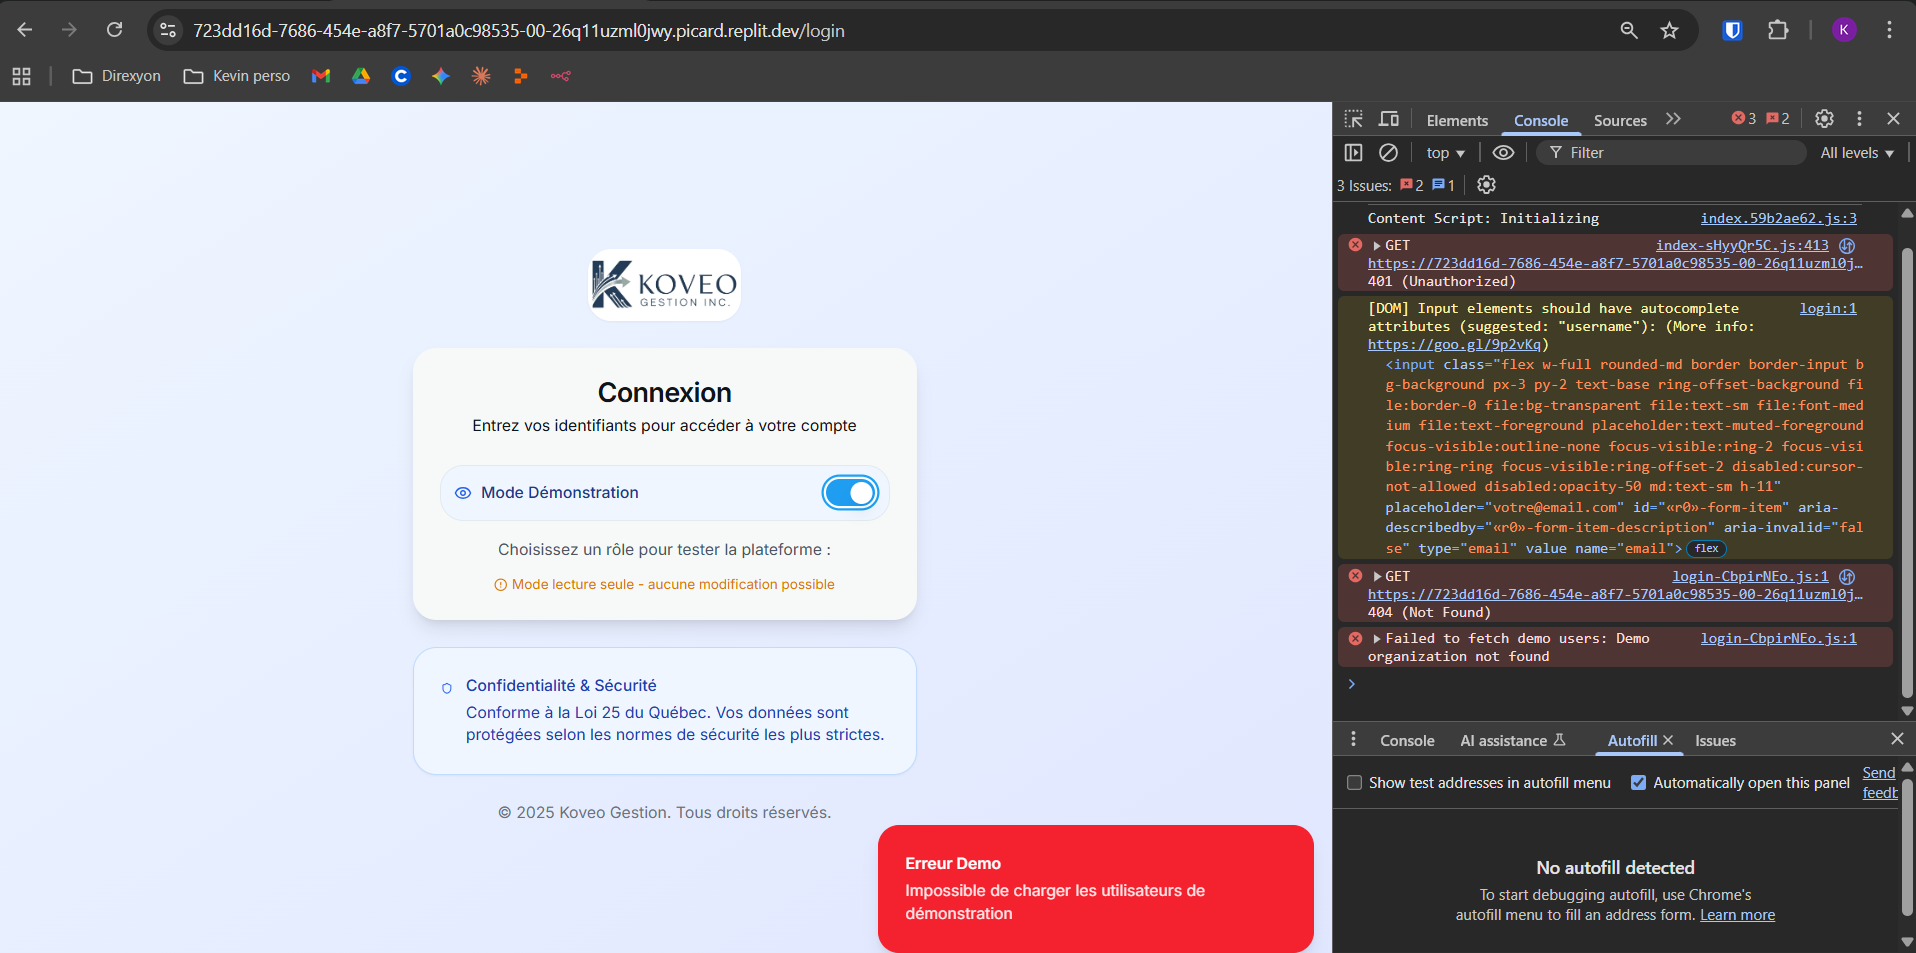 723dd16d-7686-454e-a8f7-5701a0c98535-00-26q11uzml0jwy.picard.replit.dev/login
K
Direxyon
Kevin perso
KOVEO
GESTION INC.
Connexion
Entrez vos identifiants pour accéder à votre compte
Mode Démonstration
Choisissez un rôle pour tester la plateforme :
Mode lecture seule - aucune modification possible
Confidentialité & Sécurité
Conforme à la Loi 25 du Québec. Vos données sont
protégées selon les normes de sécurité les plus strictes.
© 2025 Koveo Gestion. Tous droits réservés.
Erreur Demo
Impossible de charger les utilisateurs de
démonstration
Elements Console Sources 3 2
top Filter All levels
3 Issues: 2 1
Content Script: Initializing index.59b2ae62.js:3
GET index-sHyyQr5C.js:413
https://723dd16d-7686-454e-a8f7-5701a0c98535-00-26q11uzml0j…
401 (Unauthorized)
[DOM] Input elements should have autocomplete login:1
attributes (suggested: "username"): (More info:
https://goo.gl/9p2vKq)
<input class="flex w-full rounded-md border border-input b
g-background px-3 py-2 text-base ring-offset-background fi
le:border-0 file:bg-transparent file:text-sm file:font-med
ium file:text-foreground placeholder:text-muted-foreground
focus-visible:outline-none focus-visible:ring-2 focus-visi
ble:ring-ring focus-visible:ring-offset-2 disabled:cursor-
not-allowed disabled:opacity-50 md:text-sm h-11"
placeholder="votre@email.com" id="«r0»-form-item" aria-
describedby="«r0»-form-item-description" aria-invalid="fal
se" type="email" value name="email"> flex
GET login-CbpirNEo.js:1
https://723dd16d-7686-454e-a8f7-5701a0c98535-00-26q11uzml0j…
404 (Not Found)
Failed to fetch demo users: Demo login-CbpirNEo.js:1
organization not found
Console AI assistance Autofill Issues
Show test addresses in autofill menu Automatically open this panel Send
feedb
No autofill detected
To start debugging autofill, use Chrome's
autofill menu to fill an address form. Learn more